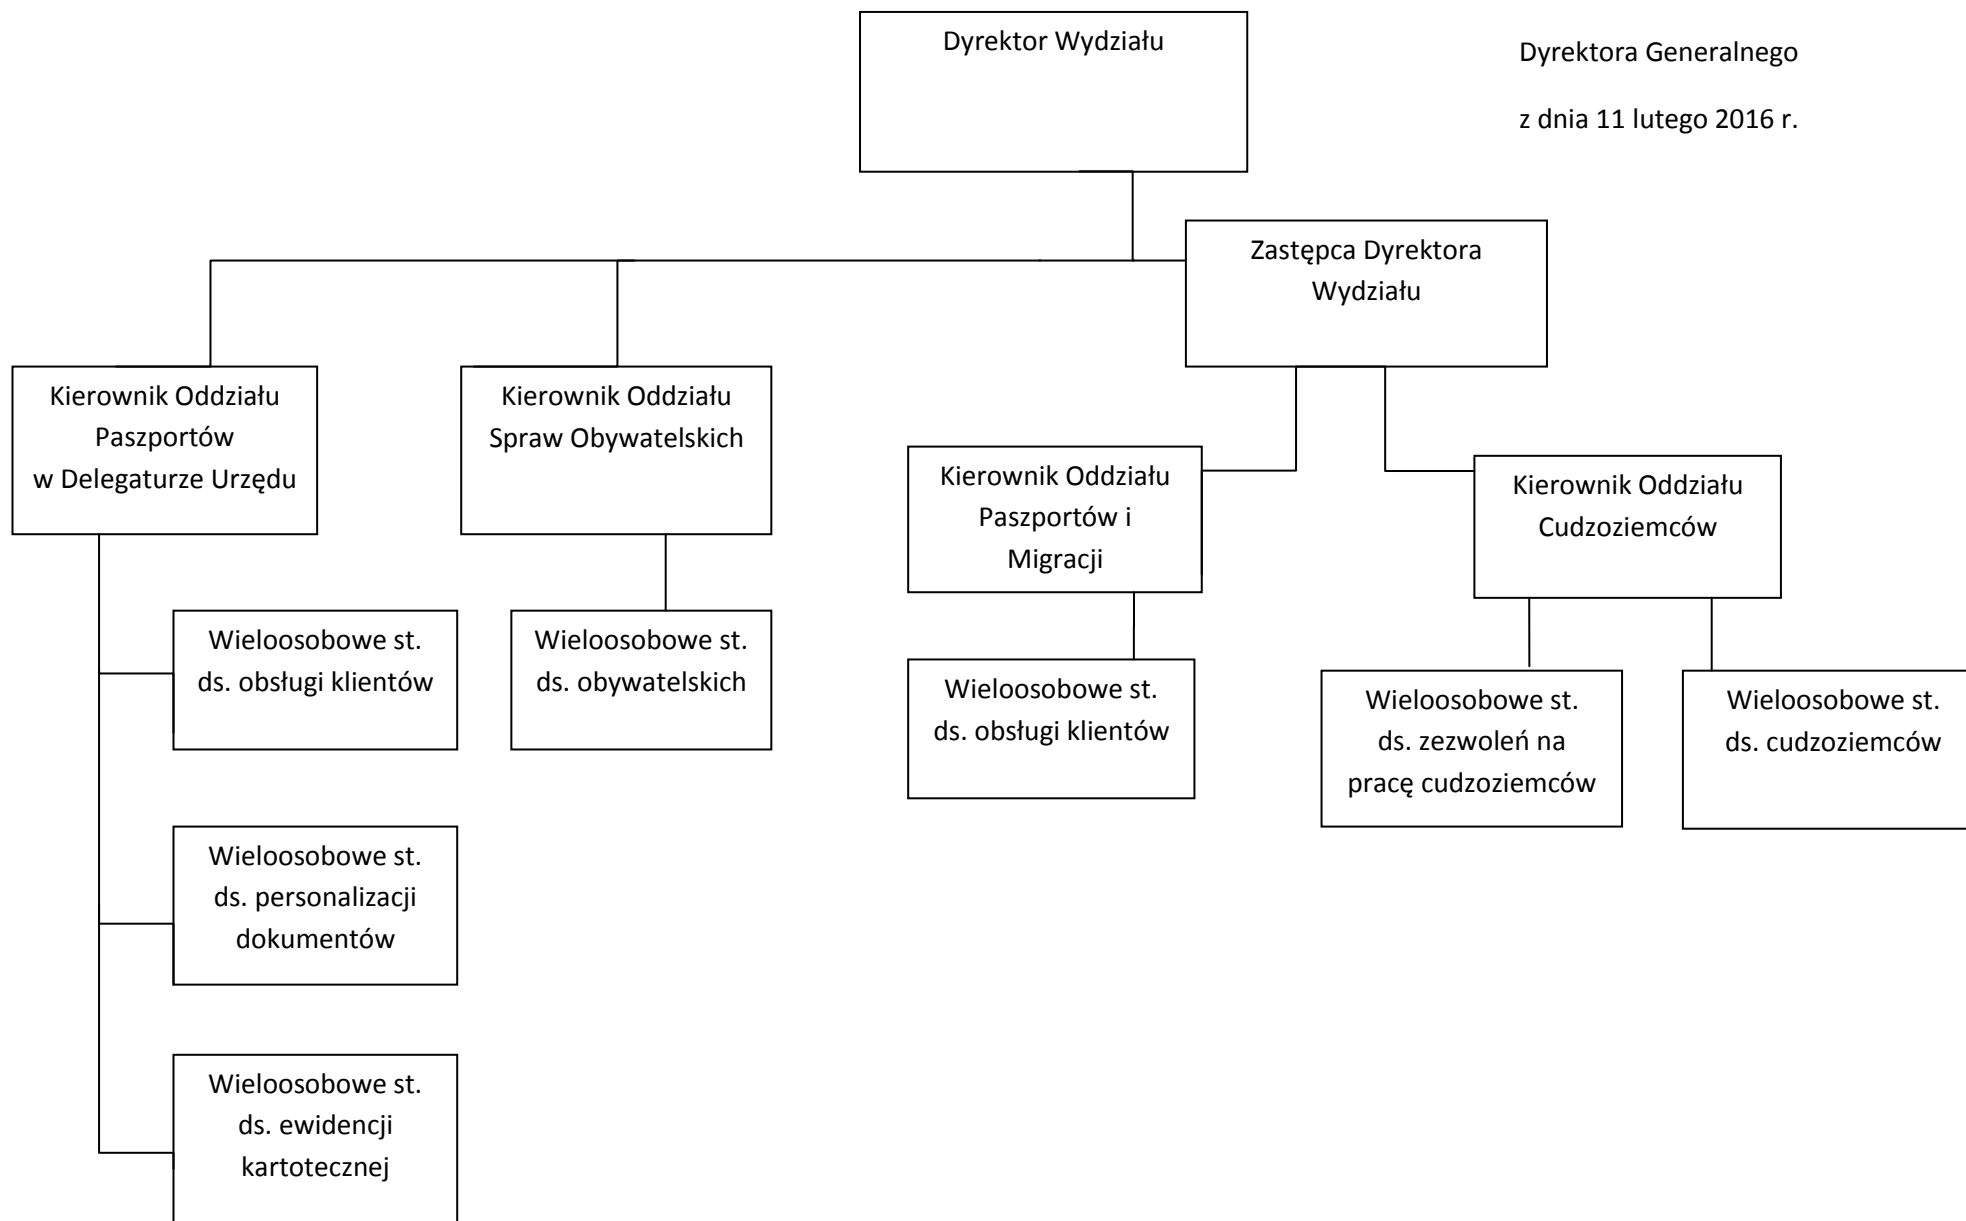 Dyrektor Wydziału
Dyrektora Generalnego
z dnia 11 lutego 2016 r.
Zastępca Dyrektora
Wydziału
Kierownik Oddziału
Paszportów
w Delegaturze Urzędu
Kierownik Oddziału
Spraw Obywatelskich
Kierownik Oddziału
Paszportów i
Migracji
Kierownik Oddziału
Cudzoziemców
Wieloosobowe st.
ds. obsługi klientów
Wieloosobowe st.
ds. obywatelskich
Wieloosobowe st.
ds. obsługi klientów
Wieloosobowe st.
ds. zezwoleń na
pracę cudzoziemców
Wieloosobowe st.
ds. cudzoziemców
Wieloosobowe st.
ds. personalizacji
dokumentów
Wieloosobowe st.
ds. ewidencji
kartotecznej